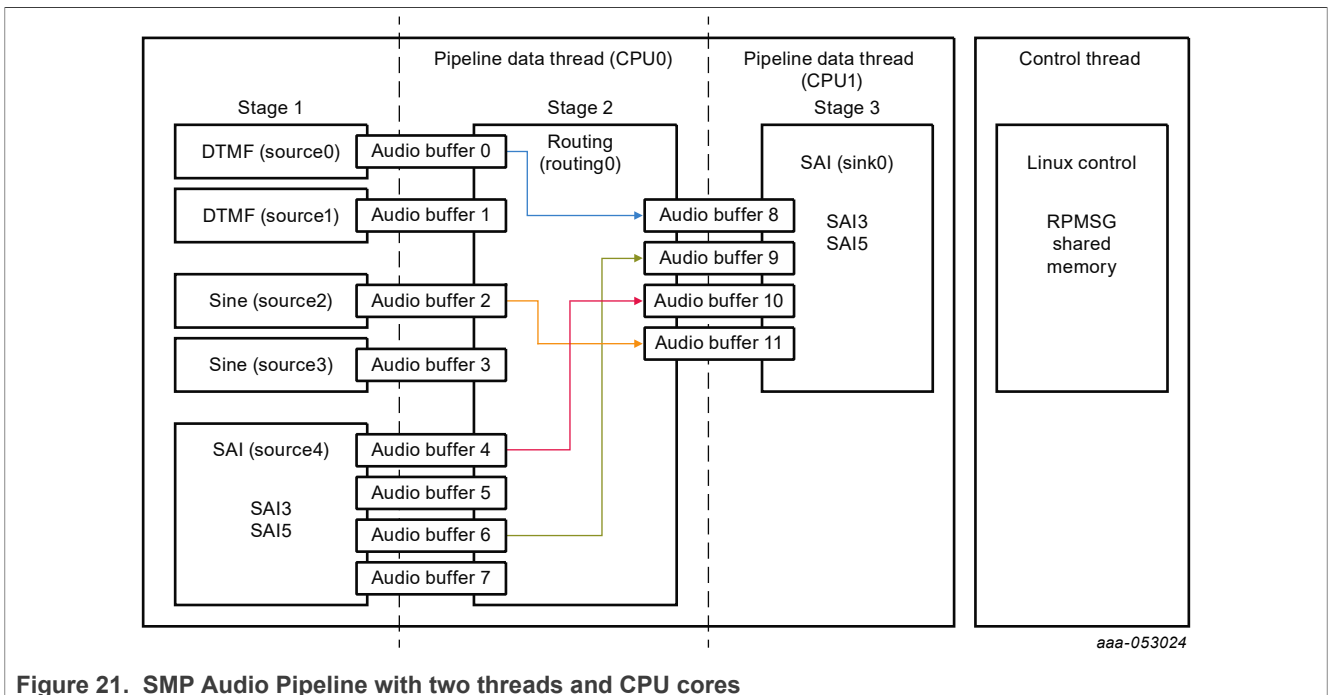 Pipeline data thread (CPU0)
Pipeline data thread
(CPU1)
Control thread
Stage 1
Stage 2
Stage 3
DTMF (source0)
Audio buffer 0
Routing
(routing0)
SAI (sink0)
Linux control
DTMF (source1)
Audio buffer 1
Audio buffer 8
SAI3
SAI5
RPMSG
shared
memory
Audio buffer 9
Sine (source2)
Audio buffer 2
Audio buffer 10
Audio buffer 11
Sine (source3)
Audio buffer 3
SAI (source4)
Audio buffer 4
SAI3
SAI5
Audio buffer 5
Audio buffer 6
Audio buffer 7
aaa-053024
Figure 21. SMP Audio Pipeline with two threads and CPU cores